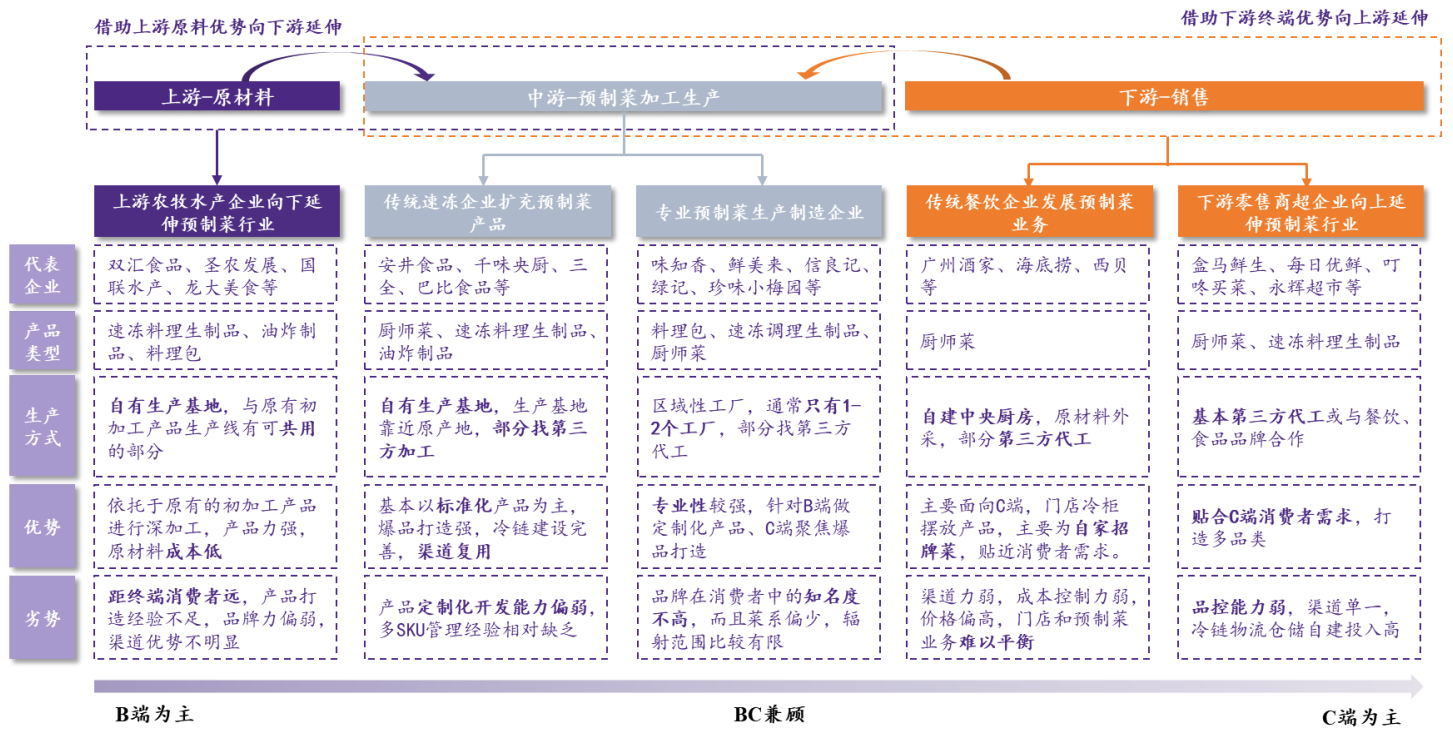 借助上游原料优势向下游延伸
借助下游终端优势向上游延伸
上游-原材料
中游-预制菜加工生产
下游-销售
上游农牧水产企业向下延
伸预制菜行业
传统速冻企业扩充预制菜
产品
专业预制菜生产制造企业
传统餐饮企业发展预制菜
业务
下游零售商超企业向上延
伸预制菜行业
代表
企业
双汇食品、圣农发展、国
联水产、龙大美食等
安井食品、千味央厨、三
全、巴比食品等
味知香、鲜美来、信良记、
绿记、珍味小梅园等
广州酒家、海底捞、西贝
等
盒马鲜生、每日优鲜、叮
咚买菜、永辉超市等
产品
类型
速冻料理生制品、油炸制
品、料理包
厨师菜、速冻料理生制品、
油炸制品
料理包、速冻调理生制品、
厨师菜
厨师菜
厨师菜、速冻料理生制品
生产
方式
自有生产基地，与原有初
加工产品生产线有可共用
的部分
自有生产基地，生产基地
靠近原产地，部分找第三
方加工
区域性工厂，通常只有1-
2个工厂，部分找第三方
代工
自建中央厨房，原材料外
采，部分第三方代工
基本第三方代工或与餐饮、
食品品牌合作
优势
依托于原有的初加工产品
进行深加工，产品力强，
原材料成本低
基本以标准化产品为主，
爆品打造强，冷链建设完
善，渠道复用
专业性较强，针对B端做
定制化产品、C端聚焦爆
品打造
主要面向C端，门店冷柜
摆放产品，主要为自家招
牌菜，贴近消费者需求。
贴合C端消费者需求，打
造多品类
劣势
距终端消费者远，产品打
造经验不足，品牌力偏弱，
渠道优势不明显
产品定制化开发能力偏弱，
多SKU管理经验相对缺乏
品牌在消费者中的知名度
不高，而且菜系偏少，辐
射范围比较有限
渠道力弱，成本控制力弱，
价格偏高，门店和预制菜
业务难以平衡
品控能力弱，渠道单一，
冷链物流仓储自建投入高
B端为主
BC兼顾
C端为主